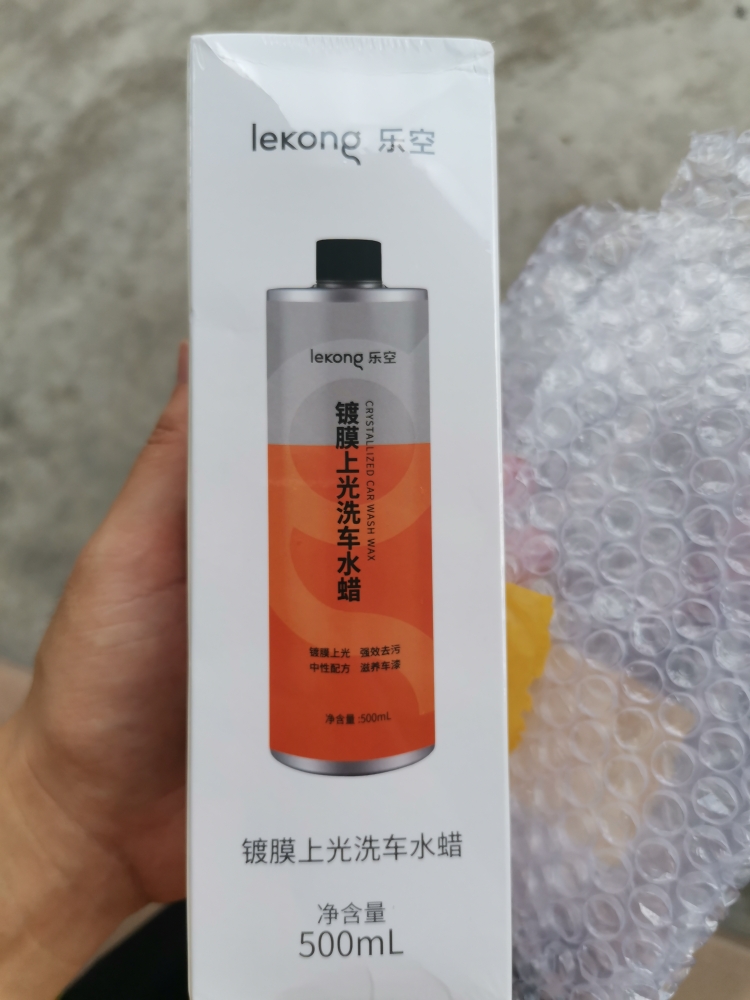 lekong 乐空
lekong 乐空
镀膜上光洗车水蜡
CRYSTALLIZED CAR WASH WAX
镀膜上光 强效去污
中性配方 滋养车漆
净含量:500mL
镀膜上光洗车水蜡
净含量
500mL